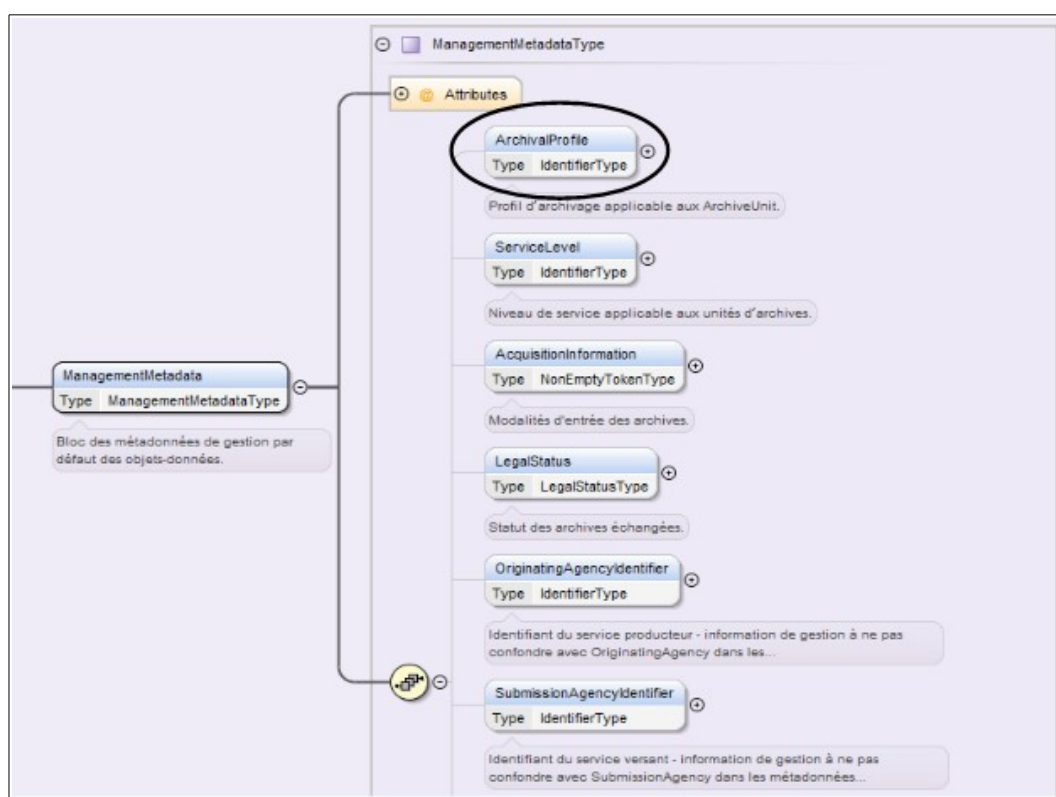 ManagementMetadataType
@ Attributes
ArchivalProfile
Type IdentifierType
Profil d'archivage applicable aux ArchiveUnit.
ServiceLevel
Type IdentifierType
Niveau de service applicable aux unités d'archives.
AcquisitionInformation
Type NonEmptyTokenType
Modalités d'entrée des archives.
ManagementMetadata
Type ManagementMetadataType
Bloc des métadonnées de gestion par
défaut des objets-données.
LegalStatus
Type LegalStatusType
Statut des archives échangées.
OriginatingAgencyIdentifier
Type IdentifierType
Identifiant du service producteur - information de gestion à ne pas
confondre avec OriginatingAgency dans les...
SubmissionAgencyIdentifier
Type IdentifierType
Identifiant du service versant - information de gestion à ne pas
confondre avec SubmissionAgency dans les métadonnées...